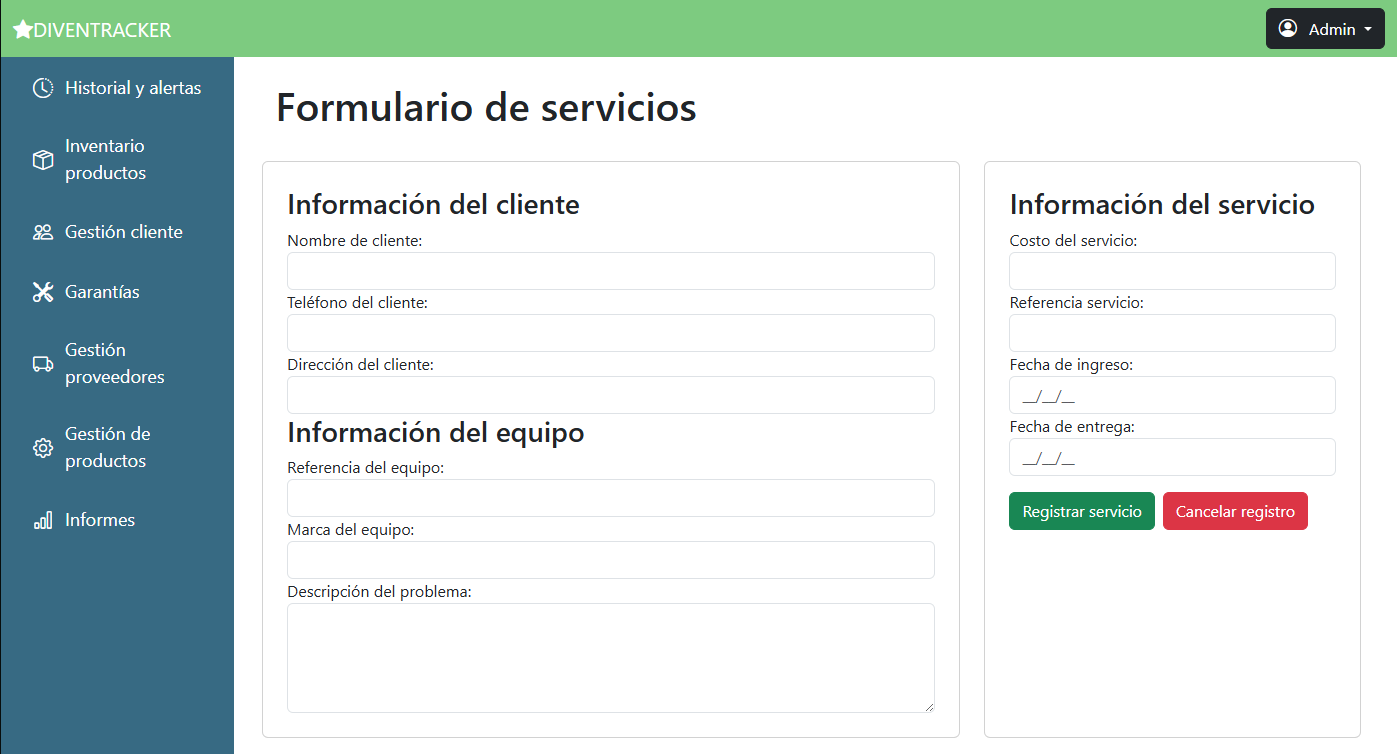 DIVENTRACKER
Admin
Historial y alertas
Inventario
productos
Gestión cliente
Garantías
Gestión
proveedores
Gestión de
productos
Informes
Formulario de servicios
Información del cliente
Nombre de cliente:
Teléfono del cliente:
Dirección del cliente:
Información del equipo
Referencia del equipo:
Marca del equipo:
Descripción del problema:
Información del servicio
Costo del servicio:
Referencia servicio:
Fecha de ingreso:
__/__/__
Fecha de entrega:
__/__/__
Registrar servicio
Cancelar registro